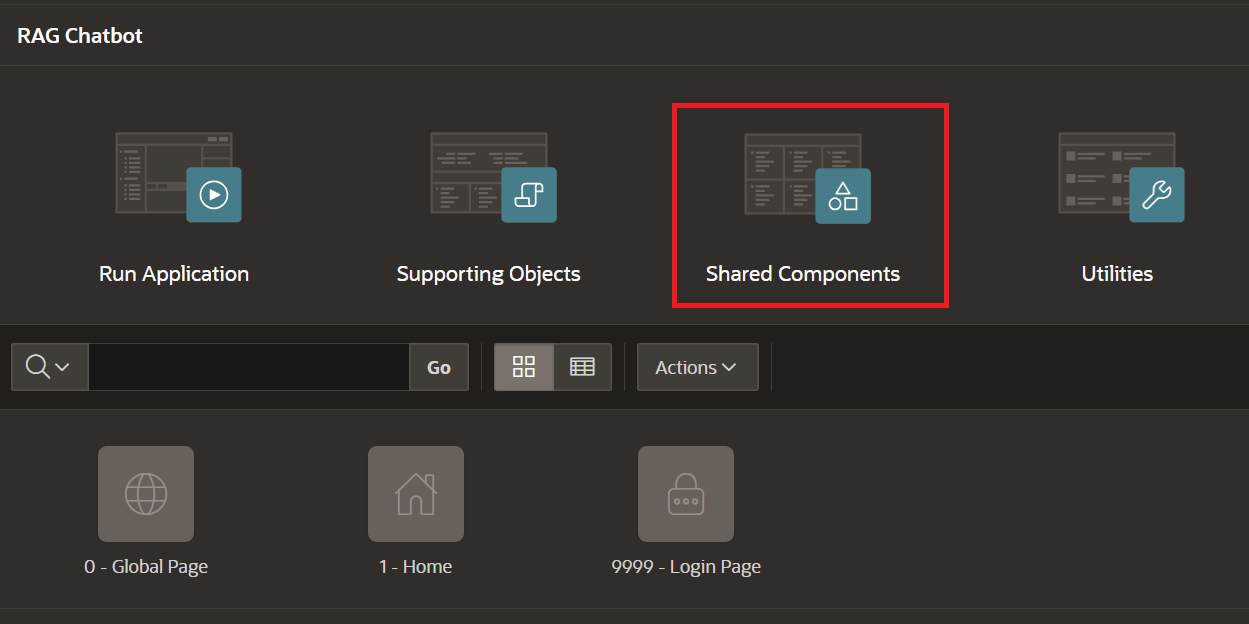 RAG Chatbot
Run Application
Supporting Objects
Shared Components
Utilities
Go
Actions
0 - Global Page
1 - Home
9999 - Login Page